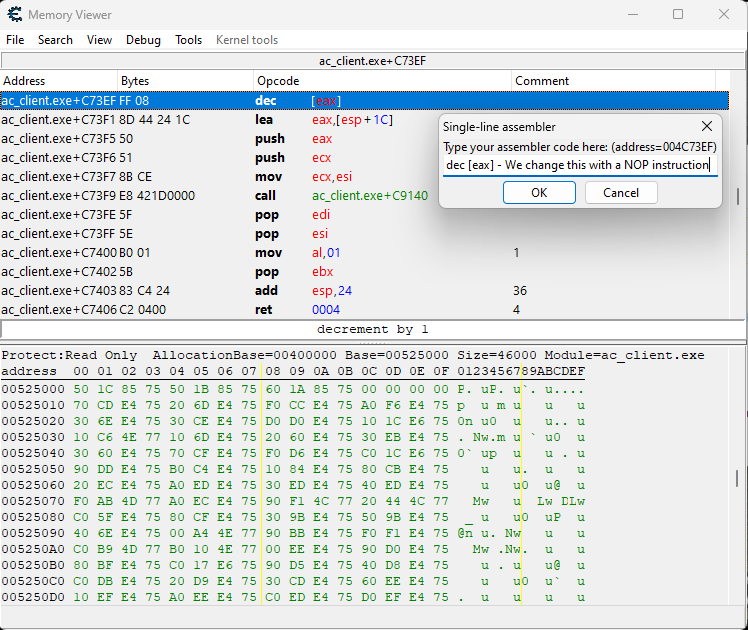 Memory Viewer
File Search View Debug Tools Kernel tools
ac_client.exe+C73EF
Address Bytes Opcode Comment
ac_client.exe+C73EF FF 08 dec [eax]
ac_client.exe+C73F1 8D 44 24 1C lea eax,[esp+1C]
ac_client.exe+C73F5 50 push eax
ac_client.exe+C73F6 51 push ecx
ac_client.exe+C73F7 8B CE mov ecx,esi
ac_client.exe+C73F9 E8 421D0000 call ac_client.exe+C9140
ac_client.exe+C73FE 5F pop edi
ac_client.exe+C73FF 5E pop esi
ac_client.exe+C7400 B0 01 mov al,01 1
ac_client.exe+C7402 5B pop ebx
ac_client.exe+C7403 83 C4 24 add esp,24 36
ac_client.exe+C7406 C2 0400 ret 0004 4
Single-line assembler
Type your assembler code here: (address=004C73EF)
dec [eax] - We change this with a NOP instruction
OK Cancel
decrement by 1
Protect:Read Only AllocationBase=00400000 Base=00525000 Size=46000 Module=ac_client.exe
address 00 01 02 03 04 05 06 07 08 09 0A 0B 0C 0D 0E 0F 0123456789ABCDEF
00525000 50 1C 85 75 50 1B 85 75 60 1A 85 75 00 00 00 00 P. uP. u`. u....
00525010 70 CD E4 75 20 6D E4 75 F0 CC E4 75 A0 F6 E4 75 p u m u u u
00525020 30 6E E4 75 30 CE E4 75 D0 D0 E4 75 10 1C E6 75 0n u0 u u.. u
00525030 10 C6 4E 77 10 6D E4 75 20 60 E4 75 30 EB E4 75 . Nw.m u ` u0 u
00525040 30 60 E4 75 70 CF E4 75 F0 D6 E4 75 C0 1C E6 75 0` up u u . u
00525050 90 DD E4 75 B0 C4 E4 75 10 84 E4 75 80 CB E4 75 u u. u u
00525060 20 EC E4 75 A0 ED E4 75 30 ED E4 75 40 ED E4 75 u u0 u@ u
00525070 F0 AB 4D 77 A0 EC E4 75 90 F1 4C 77 20 44 4C 77 Mw u Lw DLw
00525080 C0 5F E4 75 80 CF E4 75 30 9B E4 75 50 9B E4 75 _ u u0 uP u
00525090 40 6E E4 75 00 A4 4E 77 90 BB E4 75 F0 F1 E4 75 @n u. Nw u u
005250A0 C0 B9 4D 77 B0 10 4E 77 00 EE E4 75 90 D0 E4 75 Mw .Nw. u u
005250B0 80 BF E4 75 C0 17 E6 75 90 D5 E4 75 40 D8 E4 75 u . u u@ u
005250C0 C0 DB E4 75 20 D9 E4 75 30 CD E4 75 60 EE E4 75 u u0 u` u
005250D0 10 EF E4 75 A0 EE E4 75 C0 ED E4 75 D0 EF E4 75 . u u u u